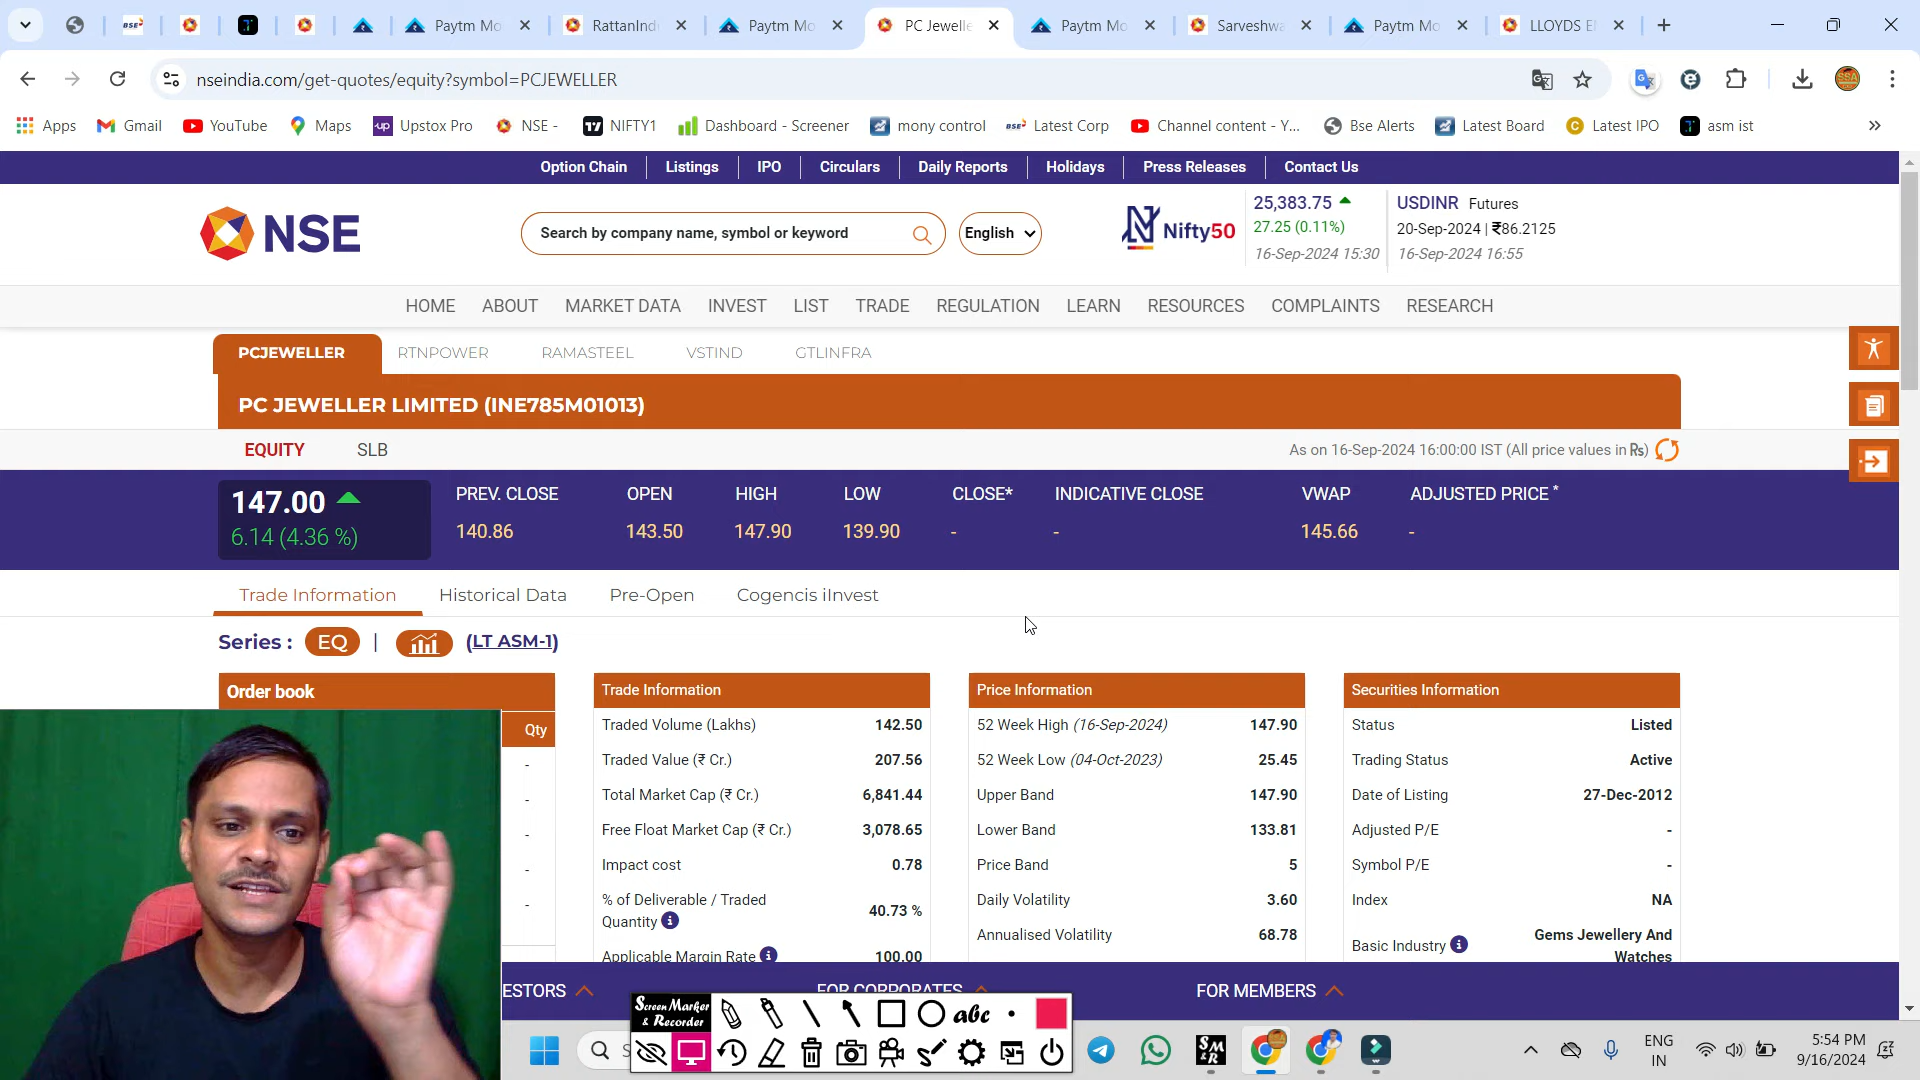 BSE
Paytm Mo
RattanInd
Paytm Mo
PC Jewelle
Paytm Mo
Sarveshwa
Paytm Mo
LLOYDS E
nseindia.com/get-quotes/equity?symbol=PCJEWELLER
Apps
Gmail
YouTube
Maps
up Upstox Pro
NSE -
NIFTY1
Dashboard - Screener
mony control
BSE Latest Corp
Channel content - Y...
Bse Alerts
Latest Board
Latest IPO
asm ist
Option Chain
Listings
IPO
Circulars
Daily Reports
Holidays
Press Releases
Contact Us
NSE
Search by company name, symbol or keyword
English
Nifty50
25,383.75
27.25 (0.11%)
16-Sep-2024 15:30
USDINR Futures
20-Sep-2024 | ₹86.2125
16-Sep-2024 16:55
HOME
ABOUT
MARKET DATA
INVEST
LIST
TRADE
REGULATION
LEARN
RESOURCES
COMPLAINTS
RESEARCH
PCJEWELLER
RTNPOWER
RAMASTEEL
VSTIND
GTLINFRA
PC JEWELLER LIMITED (INE785M01013)
EQUITY
SLB
As on 16-Sep-2024 16:00:00 IST (All price values in Rs)
147.00
6.14 (4.36 %)
PREV. CLOSE
OPEN
HIGH
LOW
CLOSE*
INDICATIVE CLOSE
VWAP
ADJUSTED PRICE *
140.86
143.50
147.90
139.90
-
-
145.66
-
Trade Information
Historical Data
Pre-Open
Cogencis iInvest
Series : EQ | (LT ASM-1)
Order book
Qty
-
-
-
-
-
Trade Information
Traded Volume (Lakhs) 142.50
Traded Value (₹ Cr.) 207.56
Total Market Cap (₹ Cr.) 6,841.44
Free Float Market Cap (₹ Cr.) 3,078.65
Impact cost 0.78
% of Deliverable / Traded
Quantity 40.73 %
Applicable Margin Rate 100.00
Price Information
52 Week High (16-Sep-2024) 147.90
52 Week Low (04-Oct-2023) 25.45
Upper Band 147.90
Lower Band 133.81
Price Band 5
Daily Volatility 3.60
Annualised Volatility 68.78
Securities Information
Status Listed
Trading Status Active
Date of Listing 27-Dec-2012
Adjusted P/E -
Symbol P/E -
Index NA
Basic Industry Gems Jewellery And
Watches
ESTORS
FOR CORPORATES
FOR MEMBERS
Screen Marker
& Recorder
abc
S
ENG
IN
5:54 PM
9/16/2024